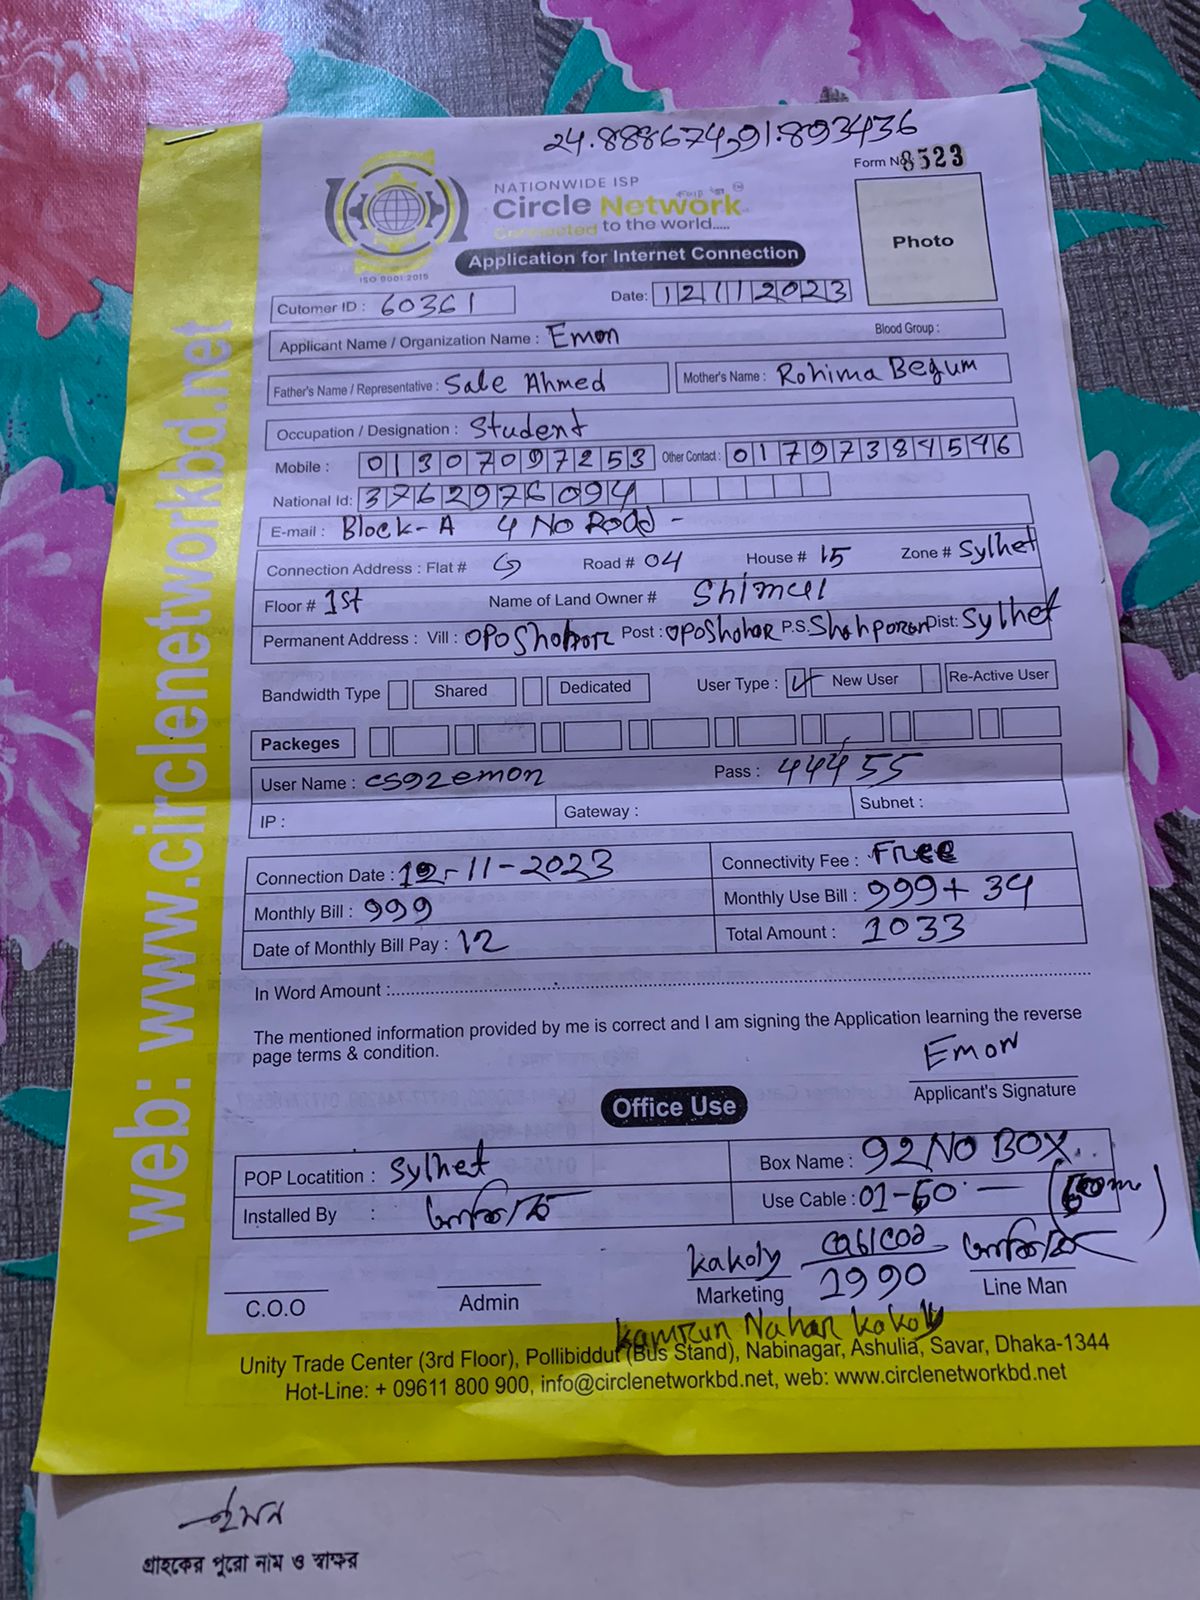 24.888674,91.893436
Form No 8523
NATIONWIDE ISP
Circle Network
Connected to the world.....
Application for Internet Connection
ISO 9001:2015
Photo
Cutomer ID : 60361 Date: 12112023
Applicant Name / Organization Name : Emon Blood Group :
Father's Name / Representative : Sale Ahmed Mother's Name : Rohima Begum
Occupation / Designation : Student
Mobile : 01307097253 Other Contact : 01797384546
National Id: 3762976094
E-mail : Block-A 4 No Road -
Connection Address : Flat # Road # 04 House # 15 Zone # Sylhet
Floor # 1st Name of Land Owner # Shimul
Permanent Address : Vill : oposhohor Post : oposhohor P.S. Shahporan Dist: Sylhet
Bandwidth Type Shared Dedicated User Type : New User Re-Active User
Packeges
User Name : cs92emon Pass : 44455
IP : Gateway : Subnet :
Connection Date : 12-11-2023 Connectivity Fee : Free
Monthly Bill : 999 Monthly Use Bill : 999+34
Date of Monthly Bill Pay : 12 Total Amount : 1033
In Word Amount :
The mentioned information provided by me is correct and I am signing the Application learning the reverse
page terms & condition.
Emon
Applicant's Signature
Office Use
POP Locatition : Sylhet Box Name : 92 NO BOX
Installed By : Use Cable : 01-60
kakoly 1990
C.O.O Admin Marketing Line Man
Kamrun Nahar kakoly
Unity Trade Center (3rd Floor), Pollibiddut (Bus Stand), Nabinagar, Ashulia, Savar, Dhaka-1344
Hot-Line: + 09611 800 900, info@circlenetworkbd.net, web: www.circlenetworkbd.net
web: www.circlenetworkbd.net
ইমন
গ্রাহকের পুরো নাম ও স্বাক্ষর